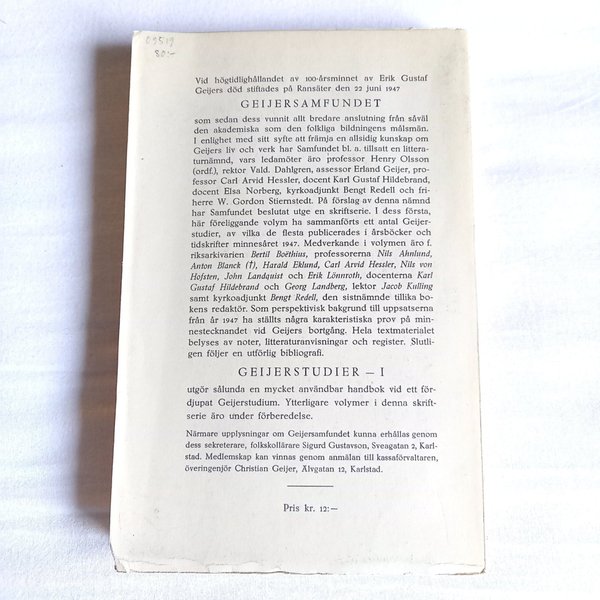 09519
80:-
Vid högtidlighållandet av 100-årsminnet av Erik Gustaf
Geijers död stiftades på Ransäter den 22 juni 1947
GEIJERSAMFUNDET
som sedan dess vunnit allt bredare anslutning från såväl
den akademiska som den folkliga bildningens målsmän.
I enlighet med sitt syfte att främja en allsidig kunskap om
Geijers liv och verk har Samfundet bl. a. tillsatt en littera-
turnämnd, vars ledamöter äro professor Henry Olsson
(ordf.), rektor Vald. Dahlgren, assessor Erland Geijer, pro-
fessor Carl Arvid Hessler, docent Karl Gustaf Hildebrand,
docent Elsa Norberg, kyrkoadjunkt Bengt Redell och fri-
herre W. Gordon Stiernstedt. På förslag av denna nämnd
har Samfundet beslutat utge en skriftserie. I dess första,
här föreliggande volym ha sammanförts ett antal Geijer-
studier, av vilka de flesta publicerades i årsböcker och
tidskrifter minnesåret 1947. Medverkande i volymen äro f.
riksarkivarien Bertil Boëthius, professorerna Nils Ahnlund,
Anton Blanck (†), Harald Eklund, Carl Arvid Hessler, Nils von
Hofsten, John Landquist och Erik Lönnroth, docenterna Karl
Gustaf Hildebrand och Georg Landberg, lektor Jacob Kulling
samt kyrkoadjunkt Bengt Redell, den sistnämnde tillika bo-
kens redaktör. Som perspektivisk bakgrund till uppsatserna
från år 1947 ha ställts några karakteristiska prov på min-
nestecknandet vid Geijers bortgång. Hela textmaterialet
belyses av noter, litteraturanvisningar och register. Slutli-
gen följer en utförlig bibliografi.
GEIJERSTUDIER – I
utgör sålunda en mycket användbar handbok vid ett för-
djupat Geijerstudium. Ytterligare volymer i denna skrift-
serie äro under förberedelse.
Närmare upplysningar om Geijersamfundet kunna erhållas genom
dess sekreterare, folkskollärare Sigurd Gustavson, Sveagatan 2, Karl-
stad. Medlemskap kan vinnas genom anmälan till kassaförvaltaren,
överingenjör Christian Geijer, Älvgatan 12, Karlstad.
Pris kr. 12:—